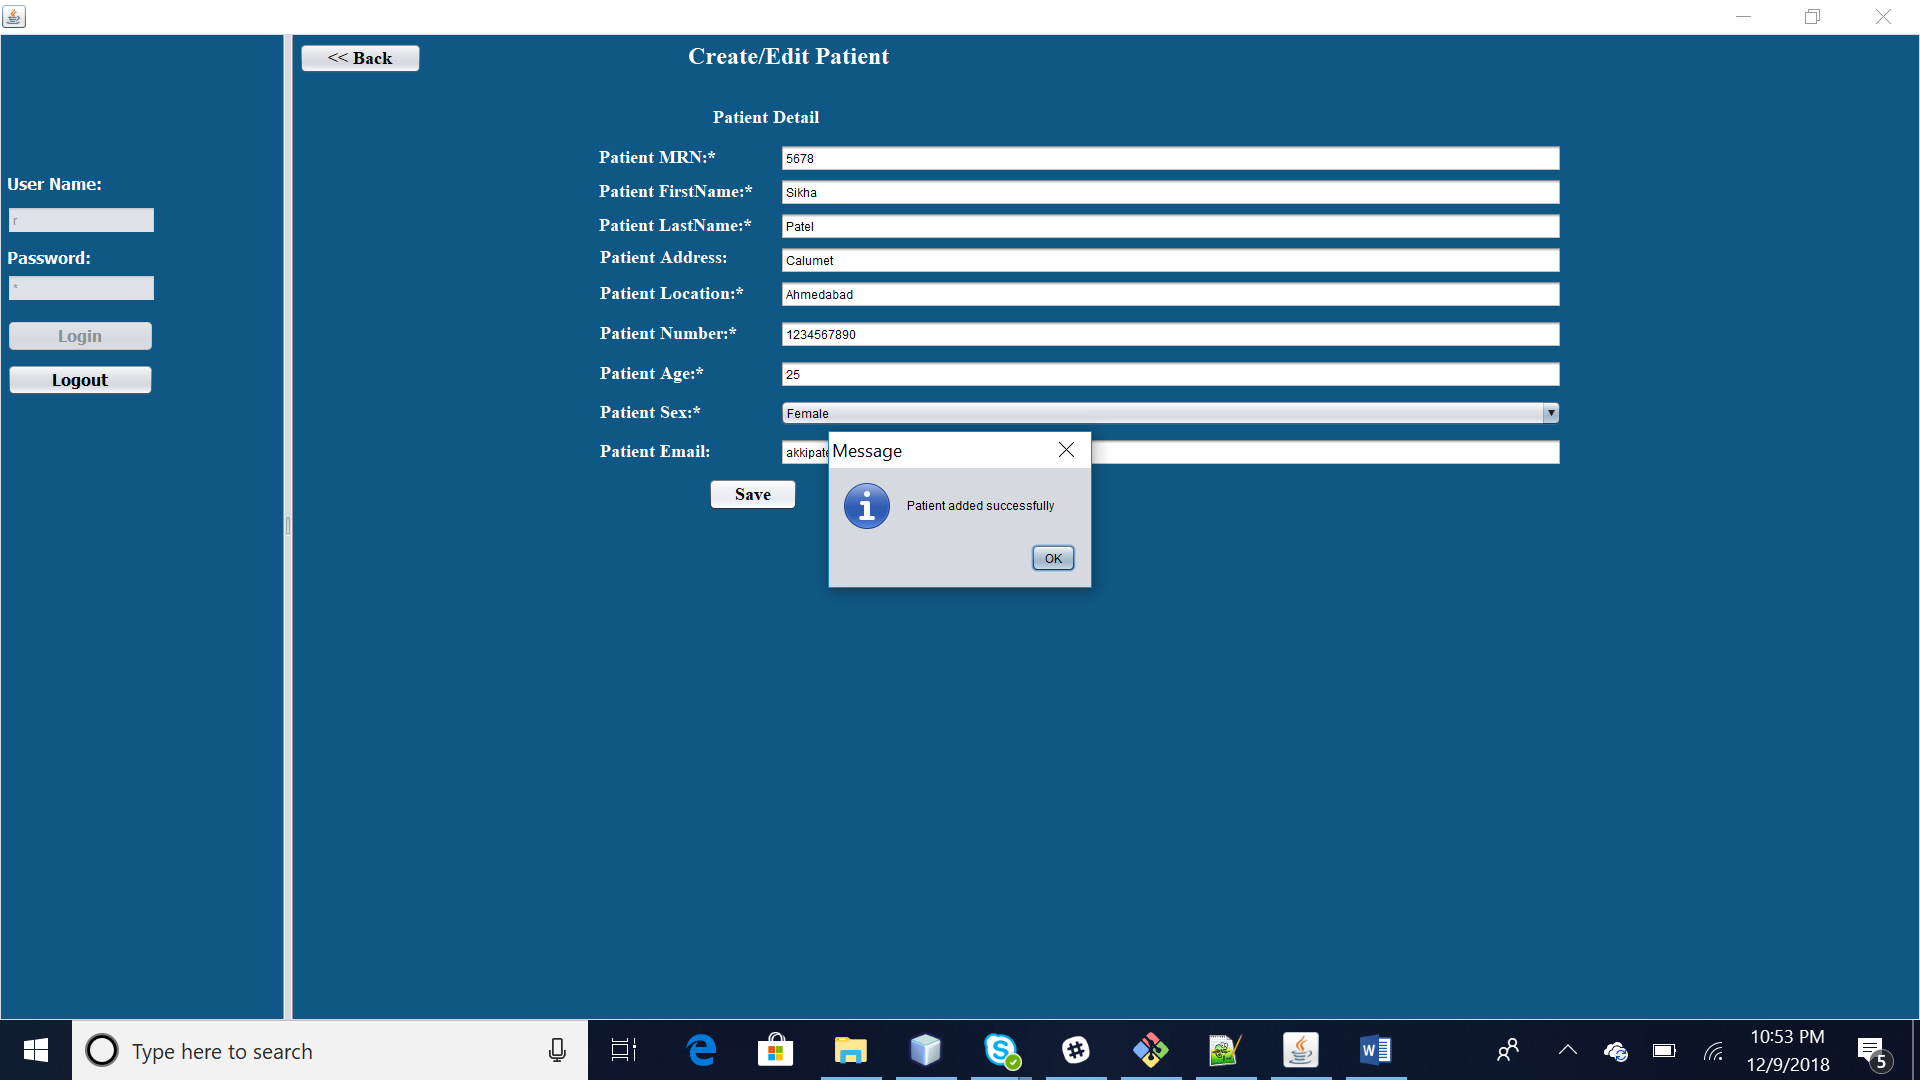 << Back
Create/Edit Patient
Patient Detail
User Name:
r
Password:
*
Login
Logout
Patient MRN:* 5678
Patient FirstName:* Sikha
Patient LastName:* Patel
Patient Address: Calumet
Patient Location:* Ahmedabad
Patient Number:* 1234567890
Patient Age:* 25
Patient Sex:* Female
Patient Email:
Save
Message
Patient added successfully
OK
Type here to search
10:53 PM
12/9/2018
5